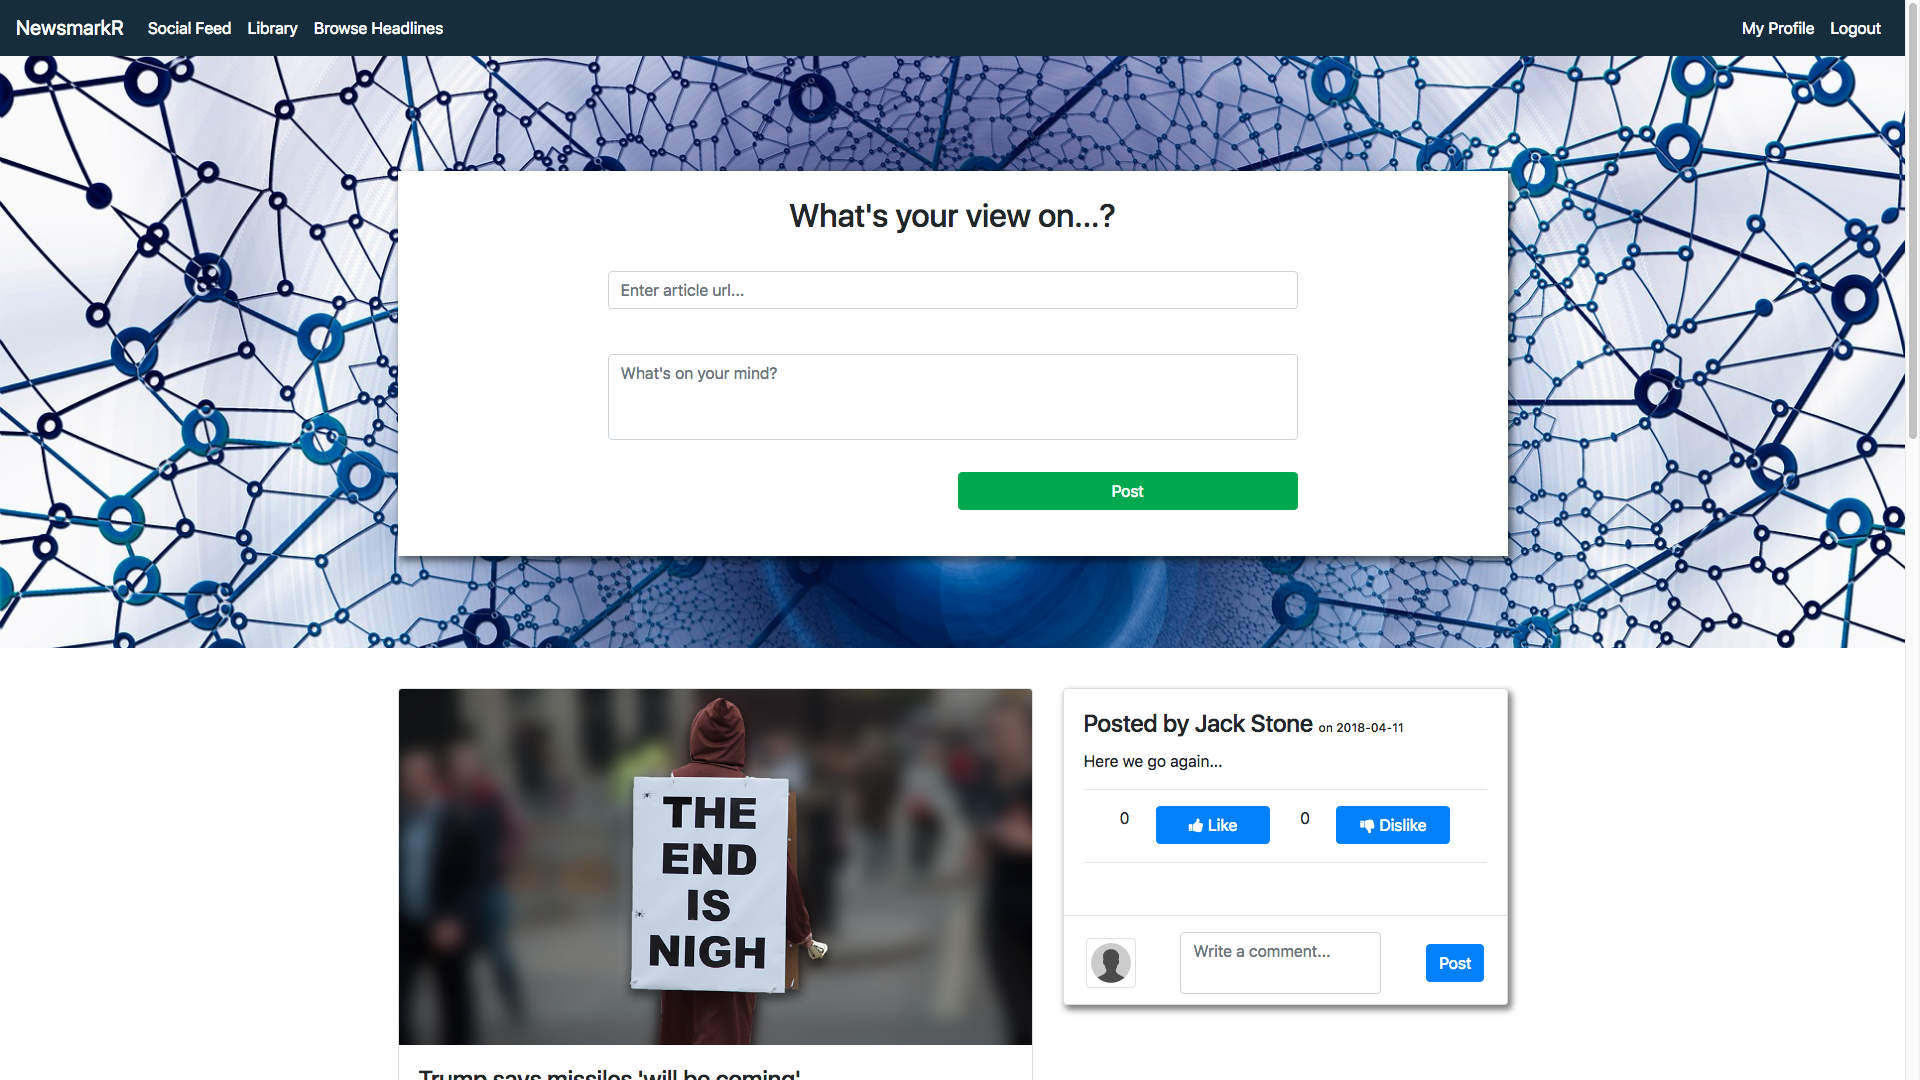 NewsmarkR Social Feed Library Browse Headlines My Profile Logout
What's your view on...?
Enter article url...
What's on your mind?
Post
THE
END
IS
NIGH
Trump says missiles 'will be coming'
Posted by Jack Stone on 2018-04-11
Here we go again...
0 Like 0 Dislike
Write a comment...
Post